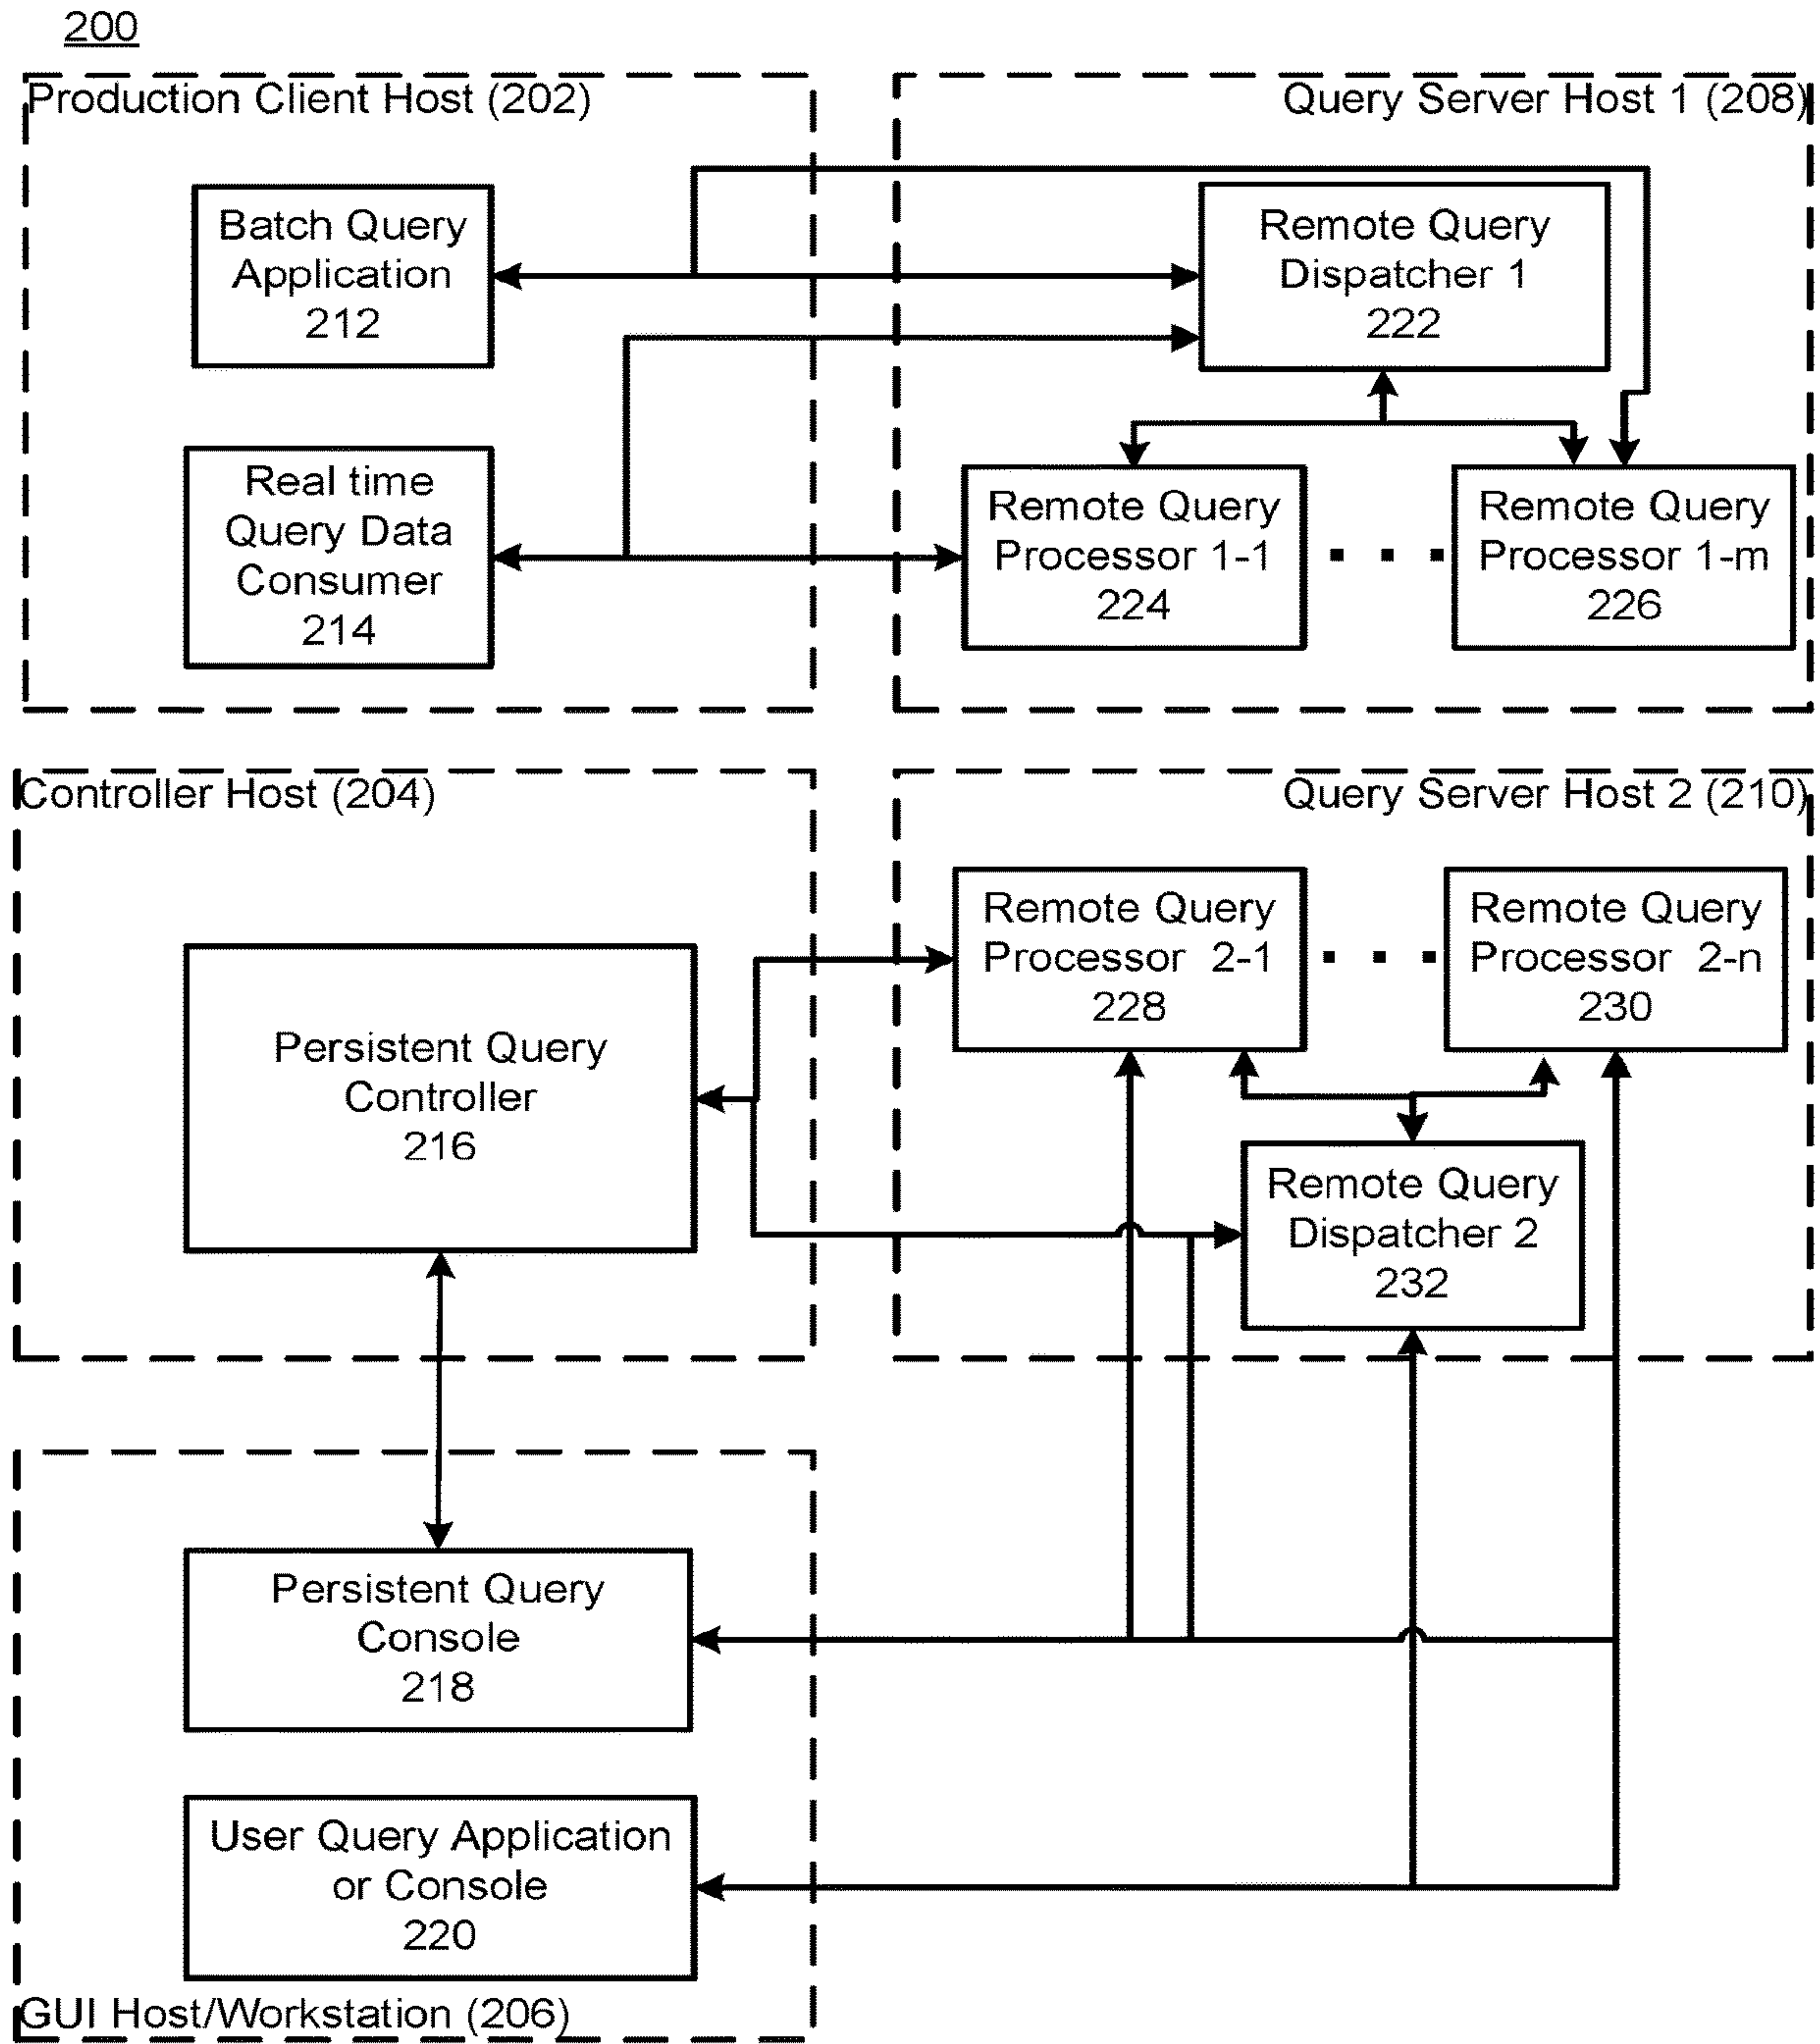 200
Production Client Host (202)
Query Server Host 1 (208)
Batch Query
Application
212
Remote Query
Dispatcher 1
222
Real time
Query Data
Consumer
214
Remote Query
Processor 1-1
224
Remote Query
Processor 1-m
226
Controller Host (204)
Query Server Host 2 (210)
Remote Query
Processor 2-1
228
Remote Query
Processor 2-n
230
Persistent Query
Controller
216
Remote Query
Dispatcher 2
232
Persistent Query
Console
218
User Query Application
or Console
220
GUI Host/Workstation (206)